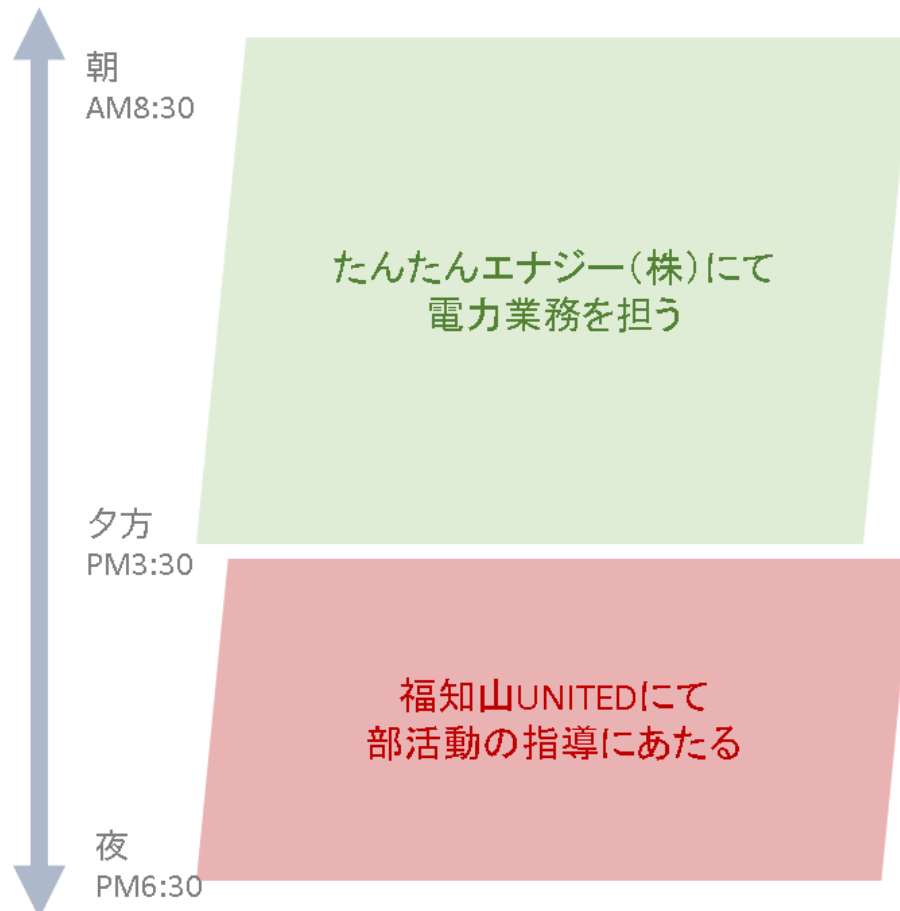 朝
AM8:30
たんたんエナジー(株)にて
電力業務を担う
夕方
PM3:30
福知山UNITEDにて
部活動の指導にあたる
夜
PM6:30